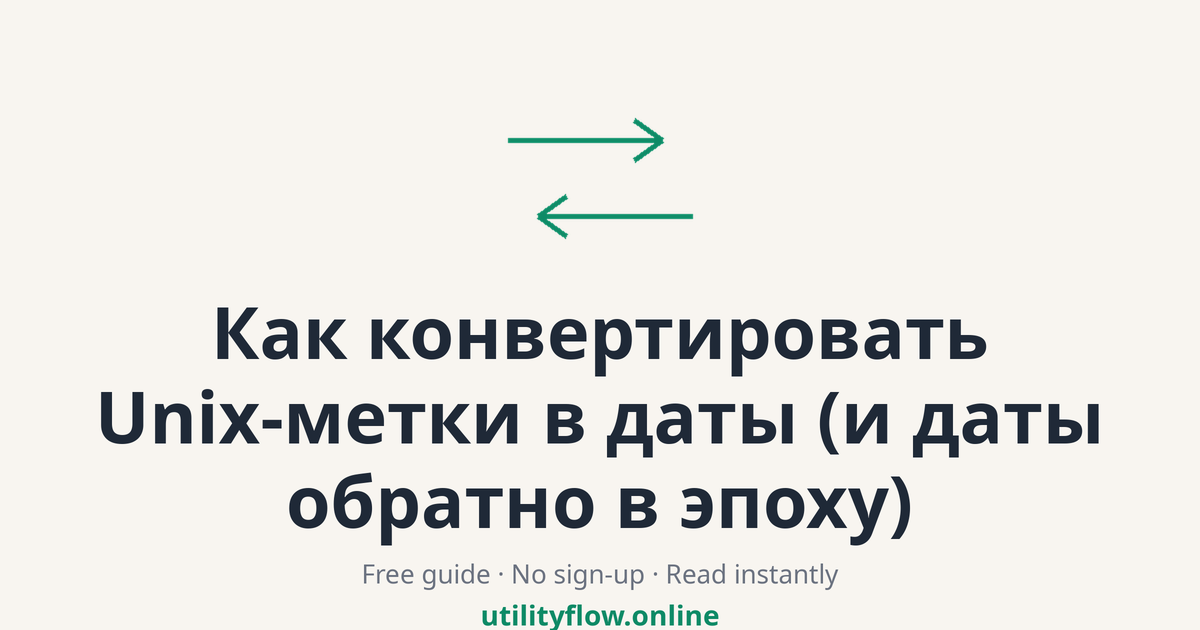 Как конвертировать
Unix-метки в даты (и даты
обратно в эпоху)
Free guide · No sign-up · Read instantly
utilityflow.online